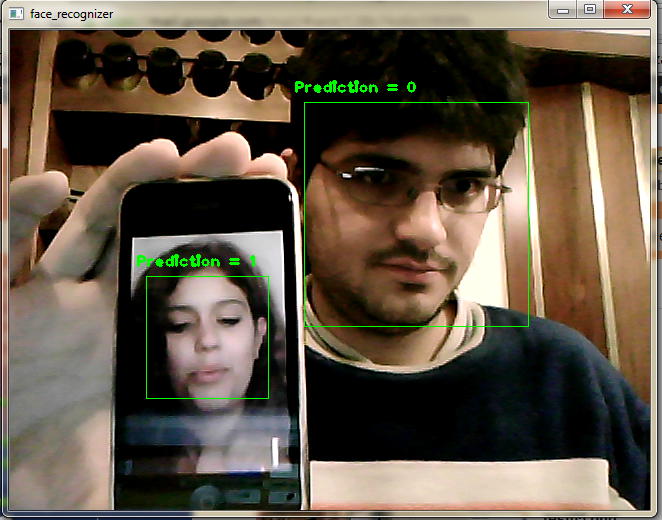 face_recognizer
Prediction = 0
Prediction = 1